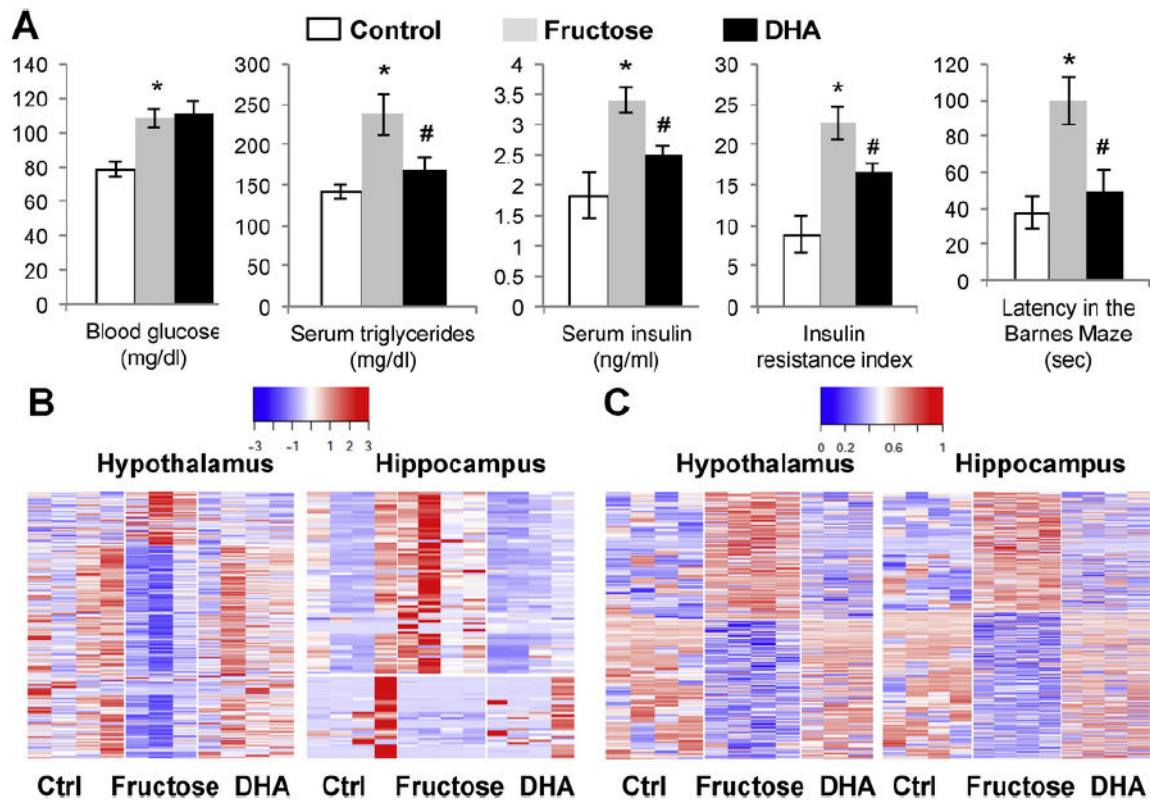 A
Control Fructose DHA
140
120
100
80
60
40
20
0
*
Blood glucose
(mg/dl)
300
250
200
150
100
50
0
*
#
Serum triglycerides
(mg/dl)
4
3.5
3
2.5
2
1.5
1
0.5
0
*
#
Serum insulin
(ng/ml)
30
25
20
15
10
5
0
*
#
Insulin
resistance index
120
100
80
60
40
20
0
*
#
Latency in the
Barnes Maze
(sec)
B
-3 -1 1 2 3
Hypothalamus Hippocampus
Ctrl Fructose DHA Ctrl Fructose DHA
C
0 0.2 0.6 1
Hypothalamus Hippocampus
Ctrl Fructose DHA Ctrl Fructose DHA